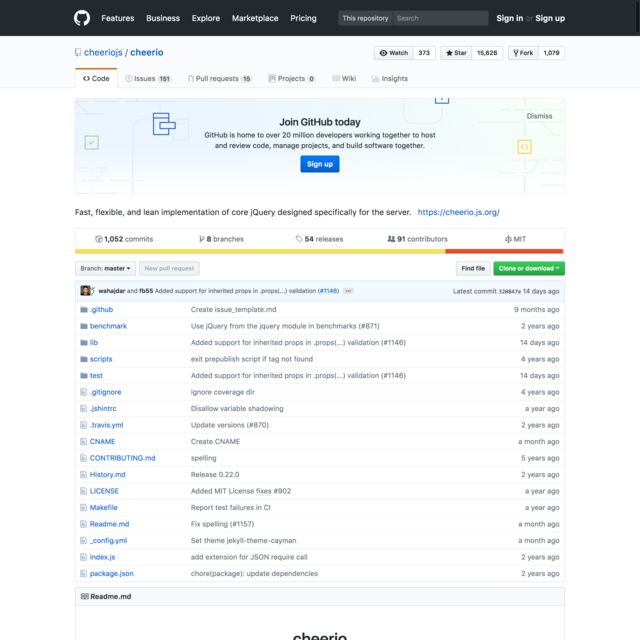 Features Business Explore Marketplace Pricing This repository Search Sign in or Sign up
cheeriojs / cheerio Watch 373 Star 15,628 Fork 1,079
Code Issues 151 Pull requests 15 Projects 0 Wiki Insights
Dismiss
Join GitHub today
GitHub is home to over 20 million developers working together to host
and review code, manage projects, and build software together.
Sign up
Fast, flexible, and lean implementation of core jQuery designed specifically for the server. https://cheerio.js.org/
1,052 commits 8 branches 54 releases 91 contributors MIT
Branch: master New pull request Find file Clone or download
wahajdar and fb55 Added support for inherited props in .props(...) validation (#1146) Latest commit 14 days ago
.github Create issue_template.md 9 months ago
benchmark Use jQuery from the jquery module in benchmarks (#871) 2 years ago
lib Added support for inherited props in .props(...) validation (#1146) 14 days ago
scripts exit prepublish script if tag not found 4 years ago
test Added support for inherited props in .props(...) validation (#1146) 14 days ago
.gitignore ignore coverage dir 4 years ago
.jshintrc Disallow variable shadowing a year ago
.travis.yml Update versions (#870) 2 years ago
CNAME Create CNAME a month ago
CONTRIBUTING.md spelling 5 years ago
History.md Release 0.22.0 2 years ago
LICENSE Added MIT License fixes #902 a year ago
Makefile Report test failures in CI a year ago
Readme.md Fix spelling (#1157) a month ago
_config.yml Set theme jekyll-theme-cayman a month ago
index.js add extension for JSON require call 2 years ago
package.json chore(package): update dependencies 2 years ago
Readme.md
cheerio